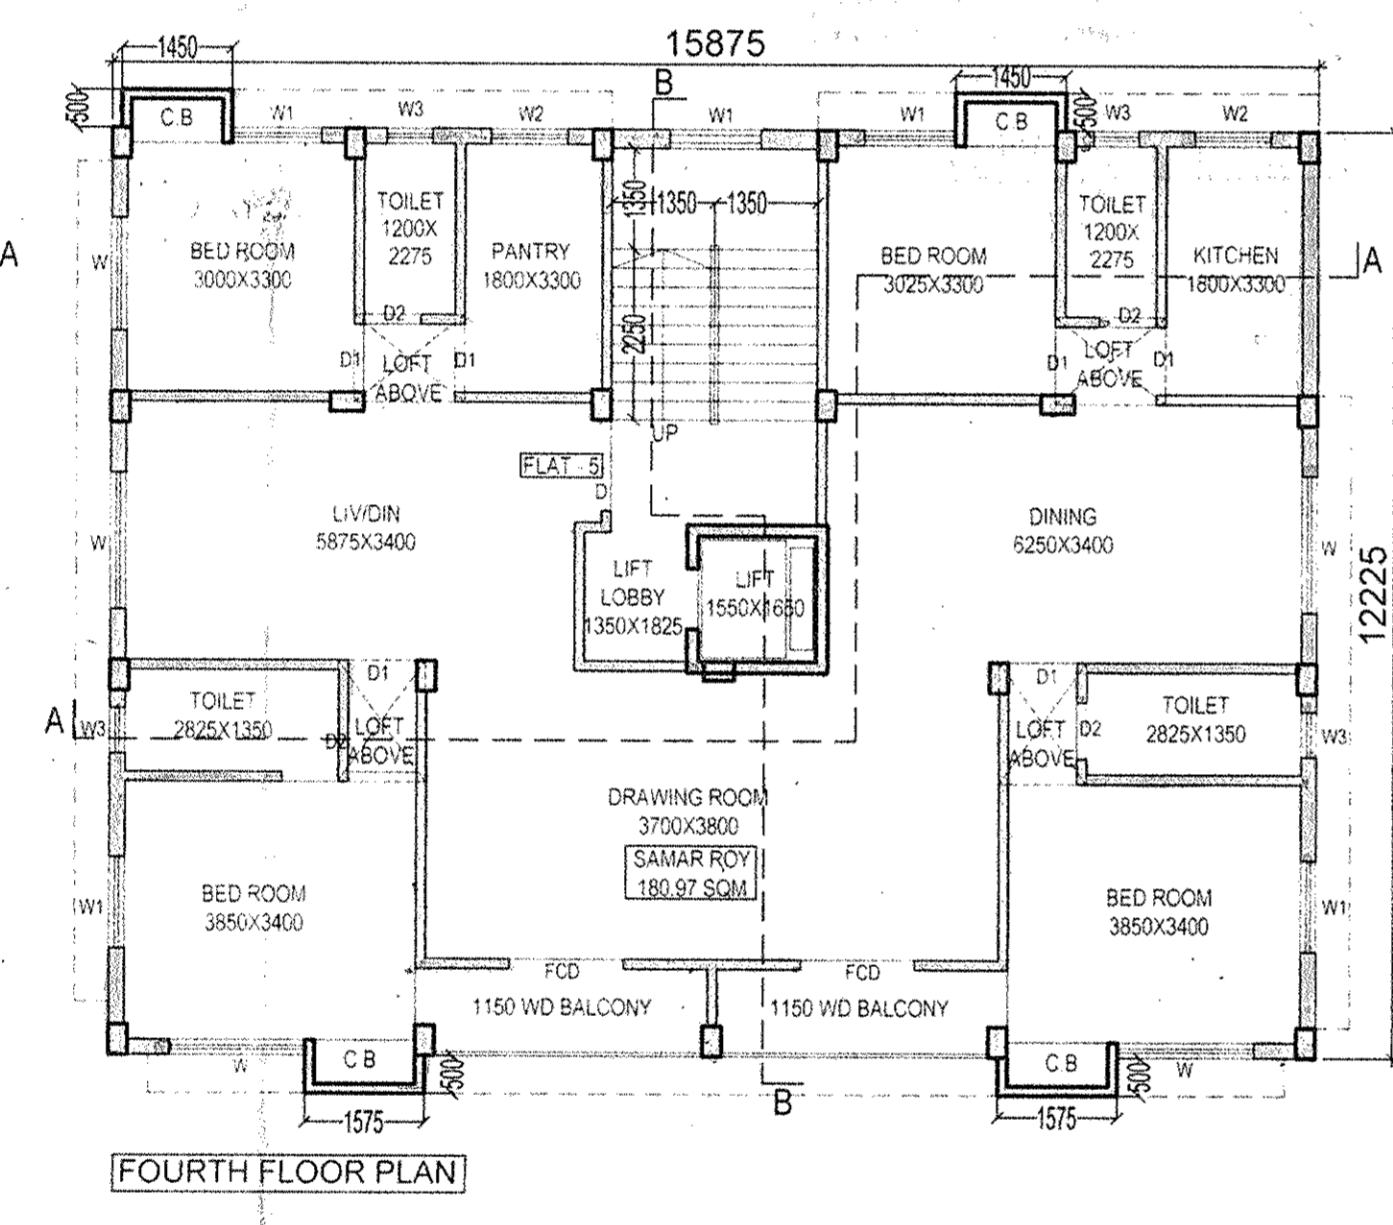 15875
1450
500
C.B
W1
W3
W2
B
W1
W1
1450
C.B
500
W3
W2
BED ROOM
3000X3300
TOILET
1200X
2275
PANTRY
1800X3300
1350
1350
1350
2250
BED ROOM
3025X3300
TOILET
1200X
2275
KITCHEN
1800X3300
A
A
W
D2
D1
D1
LOFT
ABOVE
D2
D1
D1
LOFT
ABOVE
UP
FLAT - 5
D
LIV/DIN
5875X3400
LIFT
LOBBY
1350X1825
LIFT
1550X1650
DINING
6250X3400
W
W
12225
A
W3
TOILET
2825X1350
D1
D2
LOFT
ABOVE
D1
D2
LOFT
ABOVE
TOILET
2825X1350
W3
DRAWING ROOM
3700X3800
SAMAR ROY
180.97 SQM
BED ROOM
3850X3400
W1
BED ROOM
3850X3400
W1
FCD
FCD
1150 WD BALCONY
1150 WD BALCONY
W
C.B
500
1575
B
C.B
500
W
1575
FOURTH FLOOR PLAN